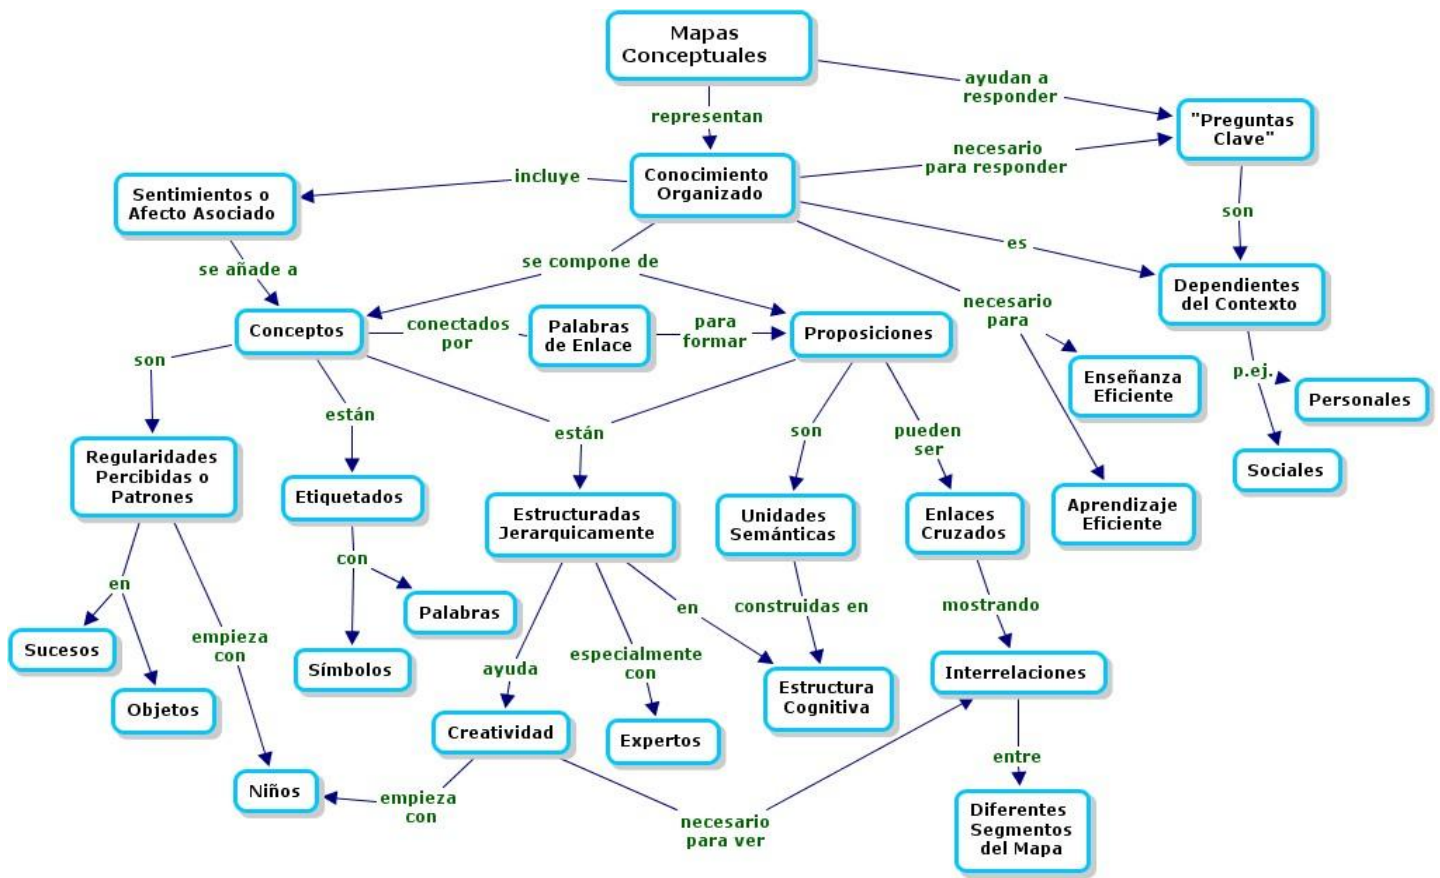 Mapas
Conceptuales
ayudan a
responder
representan
"Preguntas
Clave"
necesario
para responder
Conocimiento
Organizado
incluye
Sentimientos o
Afecto Asociado
son
es
se añade a
se compone de
Dependientes
del Contexto
necesario
para
Conceptos
conectados
por
Palabras
de Enlace
para
formar
Proposiciones
son
p.ej.
Enseñanza
Eficiente
Personales
están
están
son
pueden
ser
Regularidades
Percibidas o
Patrones
Sociales
Etiquetados
Estructuradas
Jerarquicamente
Unidades
Semánticas
Enlaces
Cruzados
Aprendizaje
Eficiente
con
en
Palabras
en
construidas en
mostrando
Sucesos
empieza
con
Símbolos
ayuda
especialmente
con
Estructura
Cognitiva
Interrelaciones
Objetos
Creatividad
Expertos
entre
Niños
empieza
con
necesario
para ver
Diferentes
Segmentos
del Mapa